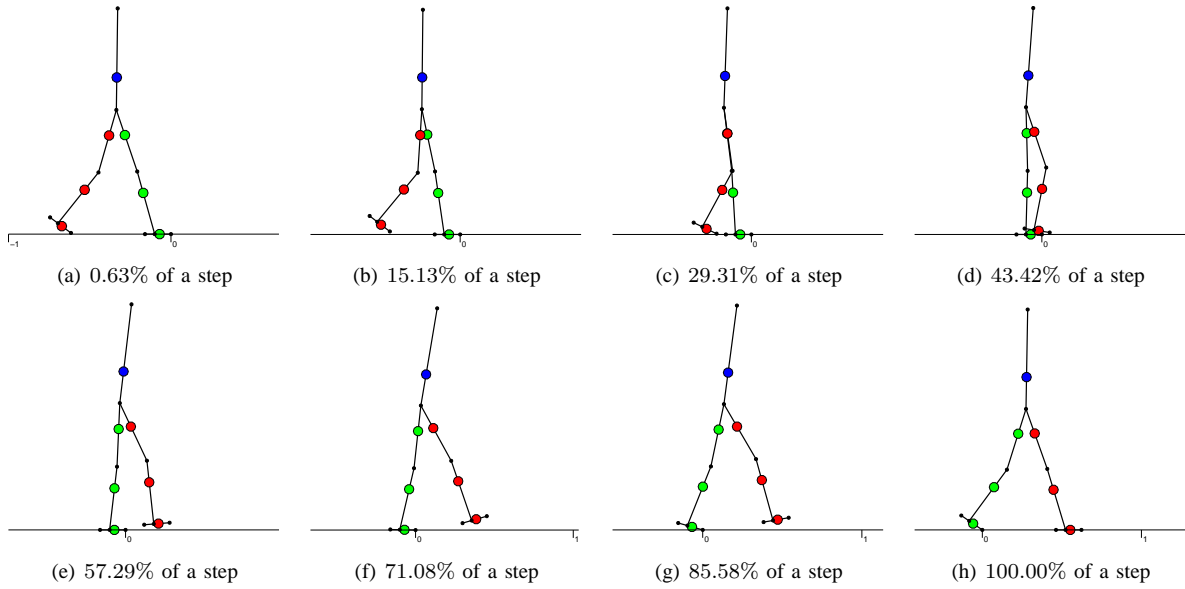 −1 0 0 0 0
(a) 0.63% of a step (b) 15.13% of a step (c) 29.31% of a step (d) 43.42% of a step
0 0 1 0 1 0 1
(e) 57.29% of a step (f) 71.08% of a step (g) 85.58% of a step (h) 100.00% of a step